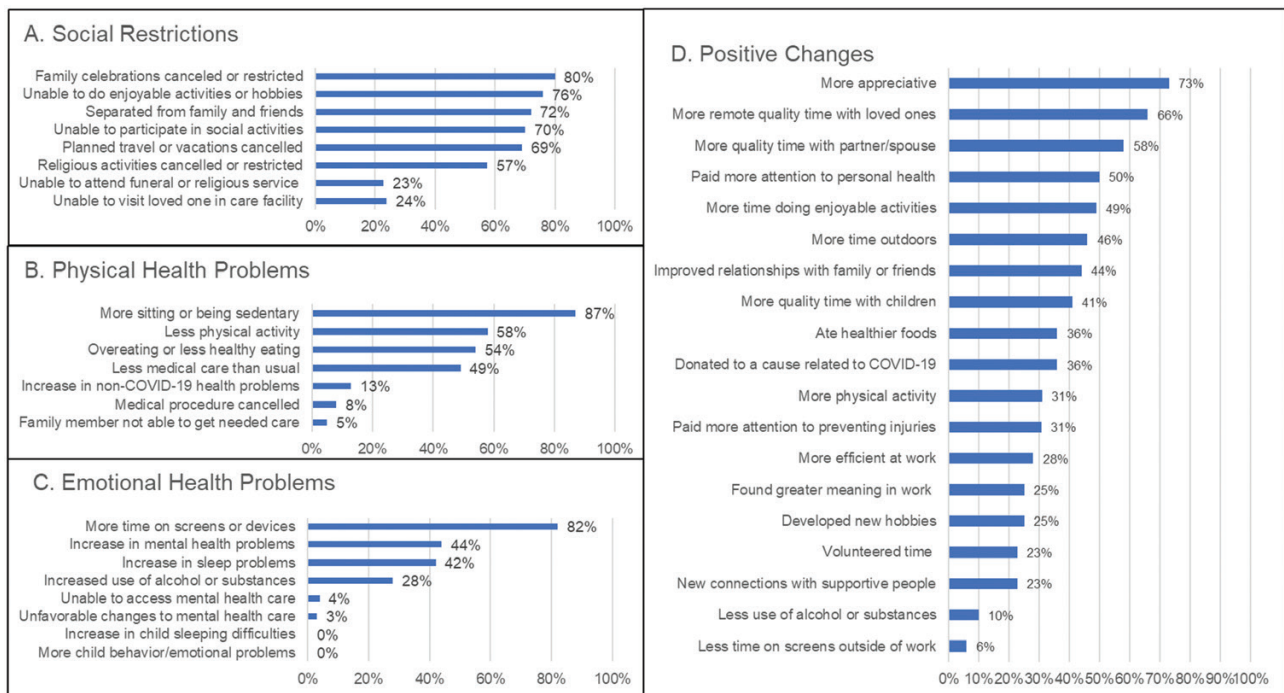 A. Social Restrictions
Family celebrations canceled or restricted 80%
Unable to do enjoyable activities or hobbies 76%
Separated from family and friends 72%
Unable to participate in social activities 70%
Planned travel or vacations cancelled 69%
Religious activities cancelled or restricted 57%
Unable to attend funeral or religious service 23%
Unable to visit loved one in care facility 24%
0% 20% 40% 60% 80% 100%
B. Physical Health Problems
More sitting or being sedentary 87%
Less physical activity 58%
Overeating or less healthy eating 54%
Less medical care than usual 49%
Increase in non-COVID-19 health problems 13%
Medical procedure cancelled 8%
Family member not able to get needed care 5%
0% 20% 40% 60% 80% 100%
C. Emotional Health Problems
More time on screens or devices 82%
Increase in mental health problems 44%
Increase in sleep problems 42%
Increased use of alcohol or substances 28%
Unable to access mental health care 4%
Unfavorable changes to mental health care 3%
Increase in child sleeping difficulties 0%
More child behavior/emotional problems 0%
0% 20% 40% 60% 80% 100%
D. Positive Changes
More appreciative 73%
More remote quality time with loved ones 66%
More quality time with partner/spouse 58%
Paid more attention to personal health 50%
More time doing enjoyable activities 49%
More time outdoors 46%
Improved relationships with family or friends 44%
More quality time with children 41%
Ate healthier foods 36%
Donated to a cause related to COVID-19 36%
More physical activity 31%
Paid more attention to preventing injuries 31%
More efficient at work 28%
Found greater meaning in work 25%
Developed new hobbies 25%
Volunteered time 23%
New connections with supportive people 23%
Less use of alcohol or substances 10%
Less time on screens outside of work 6%
0% 10% 20% 30% 40% 50% 60% 70% 80% 90% 100%